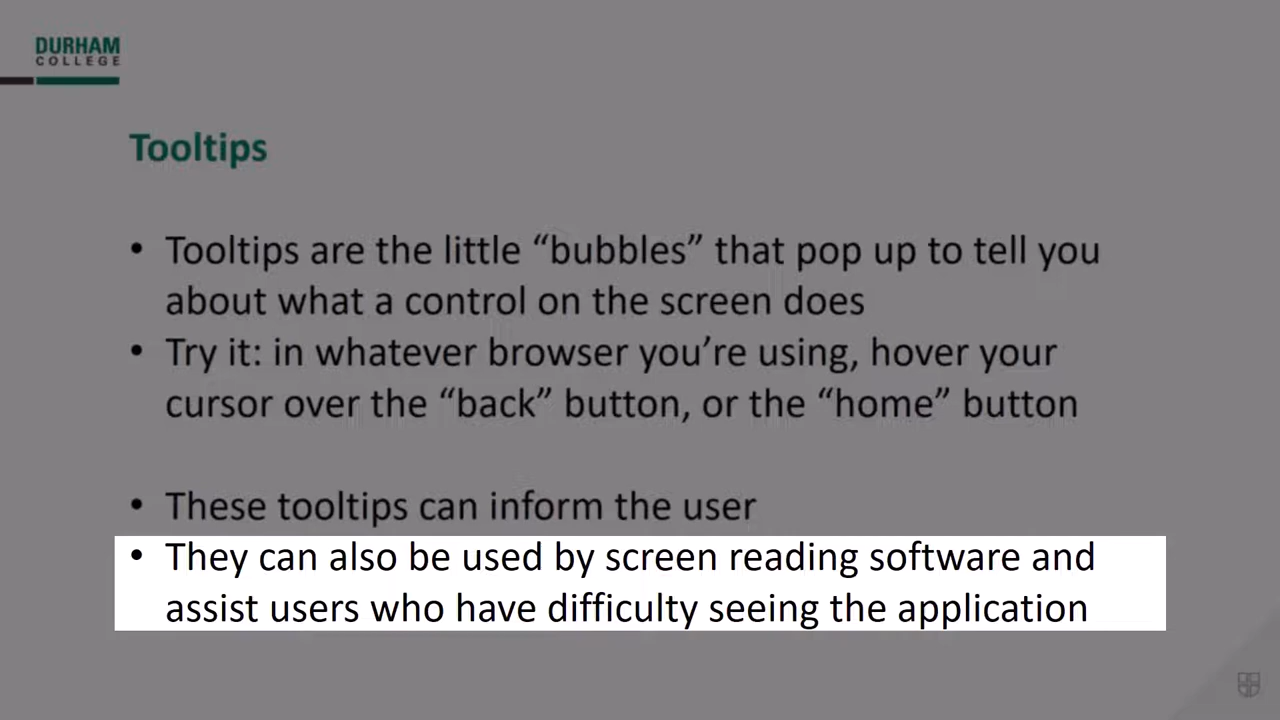 DURHAM
COLLEGE
Tooltips
• Tooltips are the little “bubbles” that pop up to tell you
about what a control on the screen does
• Try it: in whatever browser you’re using, hover your
cursor over the “back” button, or the “home” button
• These tooltips can inform the user
• They can also be used by screen reading software and
assist users who have difficulty seeing the application